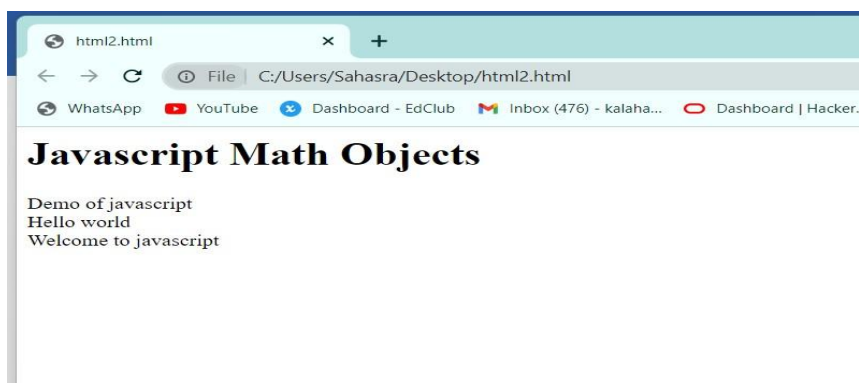 html2.html
File C:/Users/Sahasra/Desktop/html2.html
WhatsApp YouTube Dashboard - EdClub Inbox (476) - kalaha... Dashboard | Hacker.
Javascript Math Objects
Demo of javascript
Hello world
Welcome to javascript